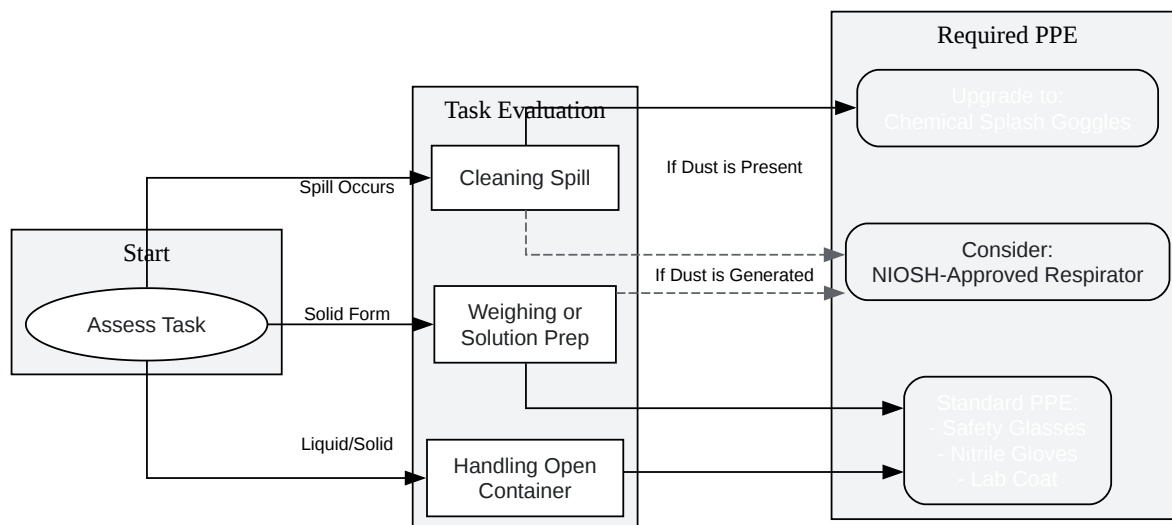 Required PPE
Upgrade to:
Chemical Splash Goggles
Task Evaluation
If Dust is Present
Cleaning Spill
Spill Occurs
Start
Consider:
NIOSH-Approved Respirator
If Dust is Generated
Assess Task
Solid Form
Weighing or
Solution Prep
Standard PPE:
- Safety Glasses
- Nitrile Gloves
- Lab Coat
Liquid/Solid
Handling Open
Container